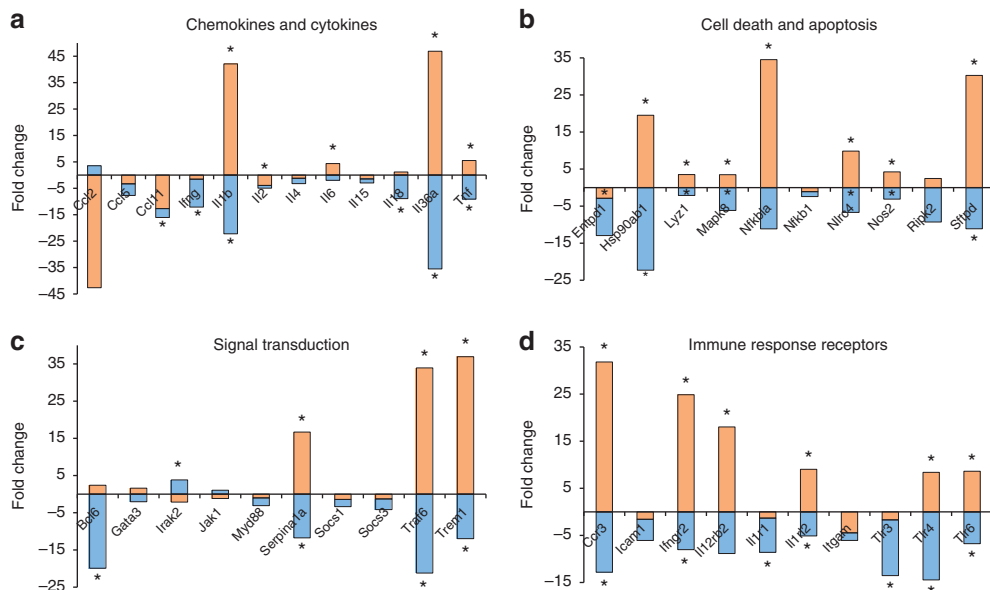 a
Chemokines and cytokines
Fold change
45
35
25
15
5
−5
−15
−25
−35
−45
Ccl2
Ccl5
Ccl11
Ifng
Il1b
Il2
Il4
Il6
Il15
Il18
Il36a
Tnf
* * * * * *
* * * * * *
b
Cell death and apoptosis
Fold change
35
25
15
5
−5
−15
−25
Entpd1
Hsp90ab1
Lyz1
Mapk8
Nfkbia
Nfkb1
Nlrc4
Nos2
Ripk2
Sftpd
* * * * * * *
* * * * * * *
c
Signal transduction
Fold change
35
25
15
5
−5
−15
−25
Bcl6
Gata3
Irak2
Jak1
Myd88
Serpina1a
Socs1
Socs3
Traf6
Trem1
* * * *
* * * *
d
Immune response receptors
Fold change
35
25
15
5
−5
−15
Ccr3
Icam1
Ifngr2
Il12rb2
Il1r1
Il1rl2
Itgam
Tlr3
Tlr4
Tlr6
* * * * * *
* * * * * * *